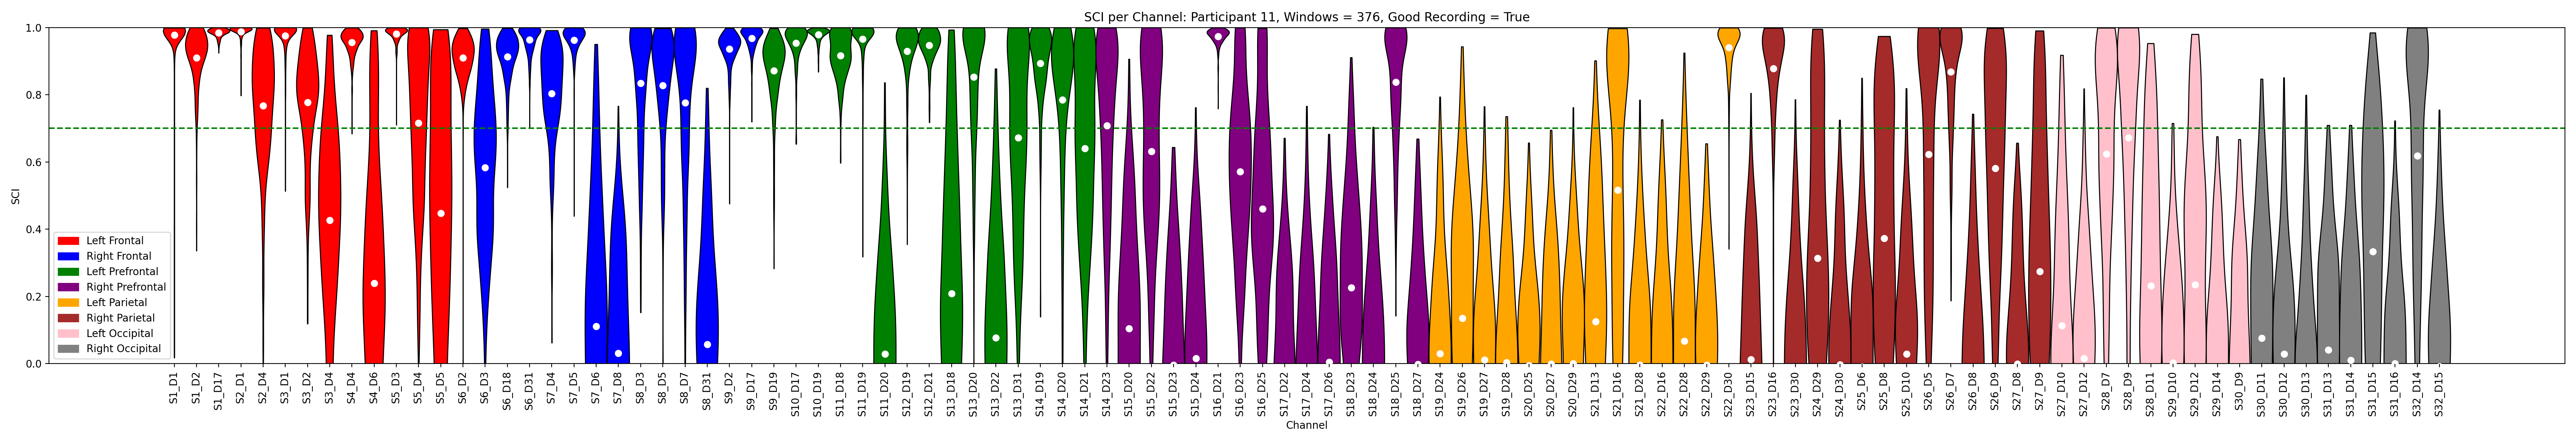 SCI per Channel: Participant 11, Windows = 376, Good Recording = True
SCI
1.0
0.8
0.6
0.4
0.2
0.0
Left Frontal
Right Frontal
Left Prefrontal
Right Prefrontal
Left Parietal
Right Parietal
Left Occipital
Right Occipital
S1_D1
S1_D2
S1_D17
S2_D1
S2_D4
S3_D1
S3_D2
S3_D4
S4_D4
S4_D6
S5_D3
S5_D4
S5_D5
S6_D2
S6_D3
S6_D18
S6_D31
S7_D4
S7_D5
S7_D6
S7_D8
S8_D3
S8_D5
S8_D7
S8_D31
S9_D2
S9_D17
S9_D19
S10_D17
S10_D19
S11_D18
S11_D19
S11_D20
S12_D19
S12_D21
S13_D18
S13_D20
S13_D22
S13_D31
S14_D19
S14_D20
S14_D21
S14_D23
S15_D20
S15_D22
S15_D23
S15_D24
S16_D21
S16_D23
S16_D25
S17_D22
S17_D24
S17_D26
S18_D23
S18_D24
S18_D25
S18_D27
S19_D24
S19_D26
S19_D27
S19_D28
S20_D25
S20_D27
S20_D29
S21_D13
S21_D16
S21_D28
S22_D16
S22_D28
S22_D29
S22_D30
S23_D15
S23_D16
S23_D30
S24_D29
S24_D30
S25_D6
S25_D8
S25_D10
S26_D5
S26_D7
S26_D8
S26_D9
S27_D8
S27_D9
S27_D10
S27_D12
S28_D7
S28_D9
S28_D11
S29_D10
S29_D12
S29_D14
S30_D9
S30_D11
S30_D12
S30_D13
S31_D13
S31_D14
S31_D15
S31_D16
S32_D14
S32_D15
Channel